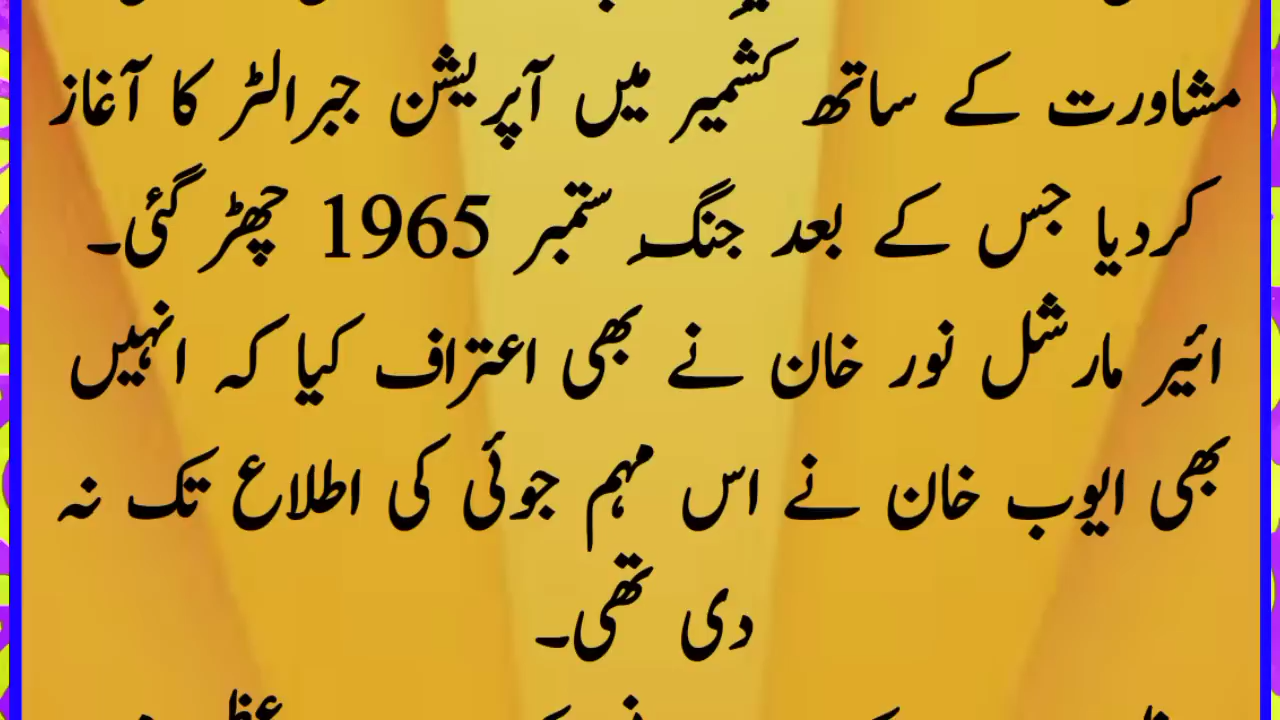 مشاورت کے ساتھ کشمیر میں آپریشن جبرالٹر کا آغاز
کردیا جس کے بعد جنگِ ستمبر 1965 چھڑ گئی۔
ائیر مارشل نور خان نے بھی اعتراف کیا کہ انہیں
بھی ایوب خان نے اس مہم جوئی کی اطلاع تک نہ
دی تھی۔